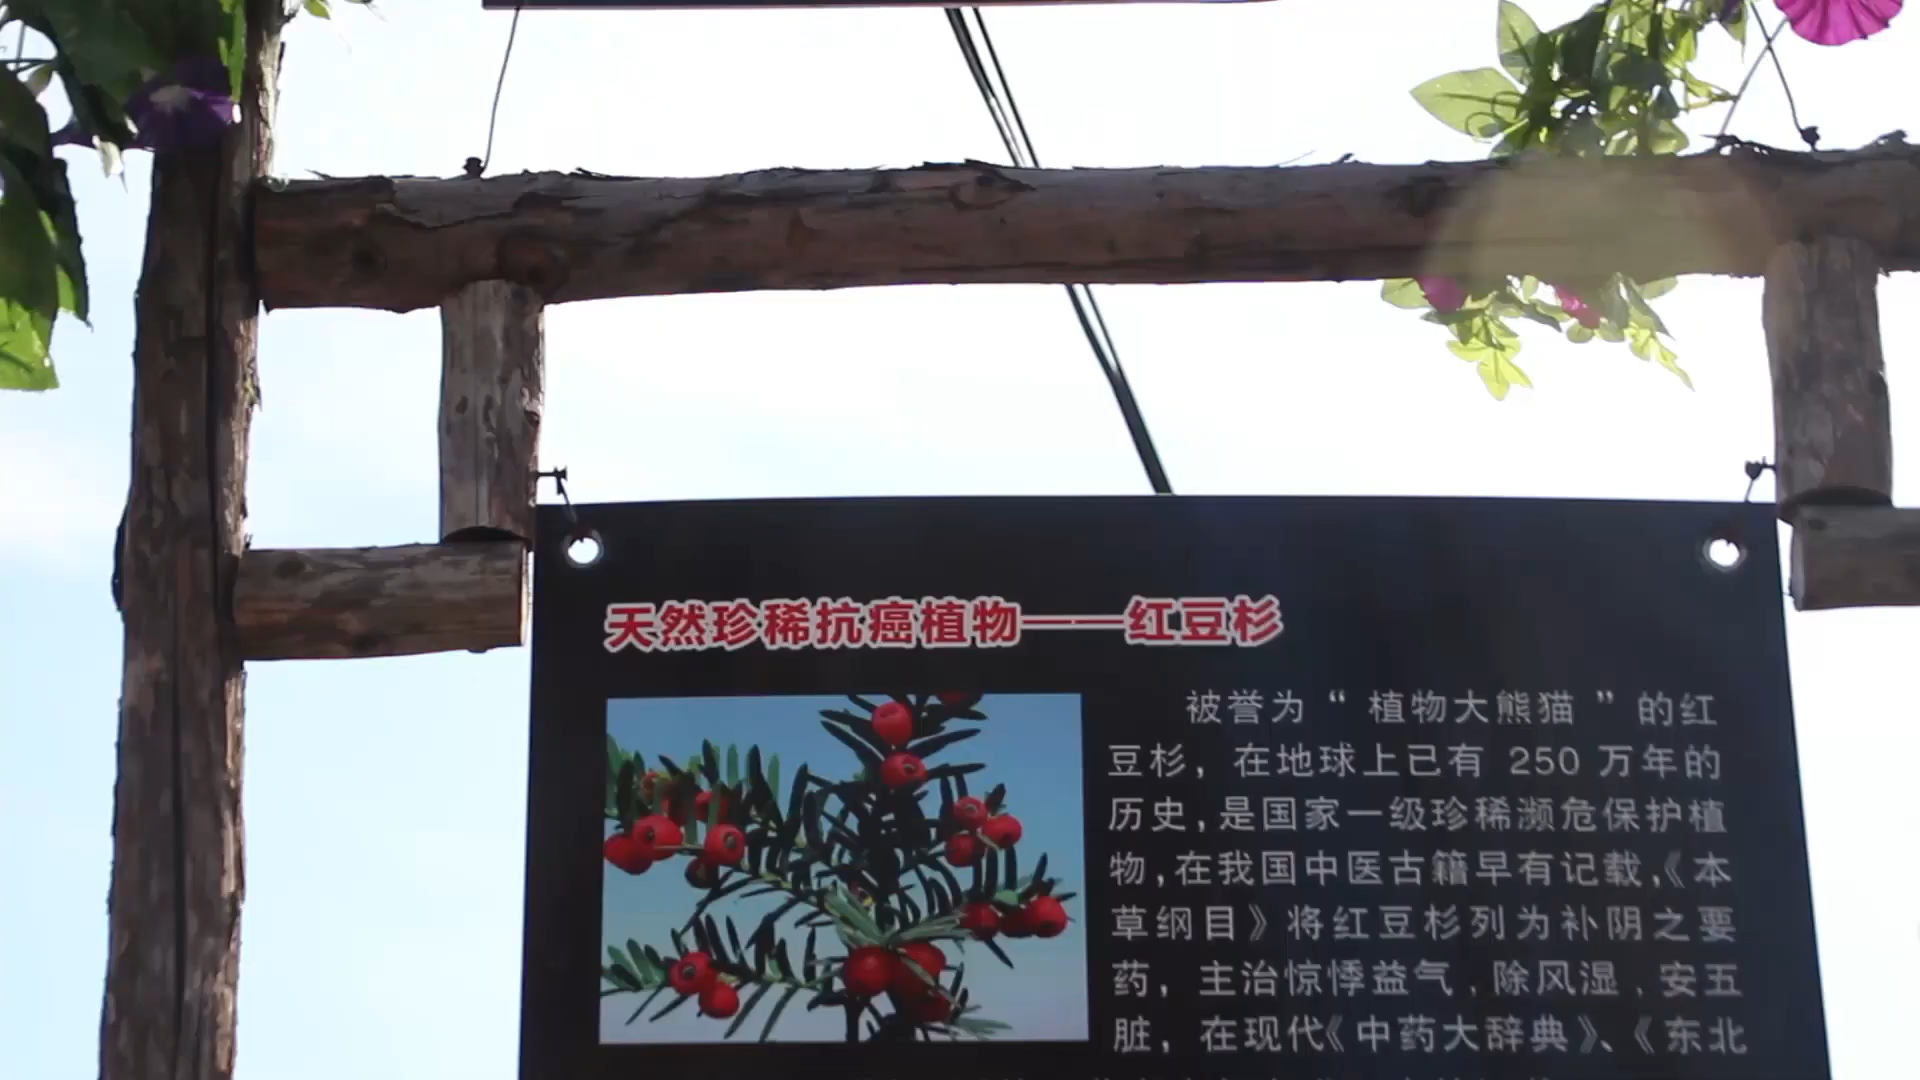 天然珍稀抗癌植物——红豆杉
被誉为“植物大熊猫”的红
豆杉，在地球上已有 250 万年的
历史，是国家一级珍稀濒危保护植
物，在我国中医古籍早有记载，《本
草纲目》将红豆杉列为补阴之要
药，主治惊悸益气，除风湿，安五
脏，在现代《中药大辞典》、《东北